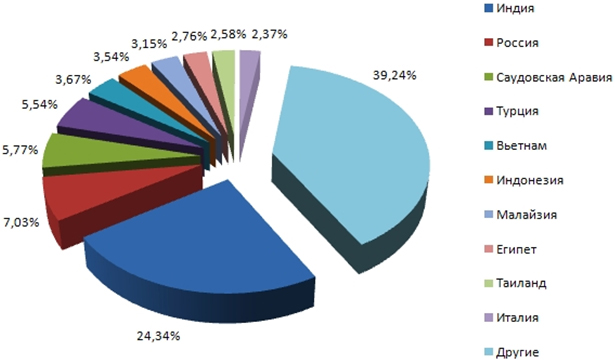 2,37%
2,58%
2,76%
3,15%
3,54%
3,67%
5,54%
5,77%
7,03%
24,34%
39,24%
Индия
Россия
Саудовская Аравия
Турция
Вьетнам
Индонезия
Малайзия
Египет
Таиланд
Италия
Другие